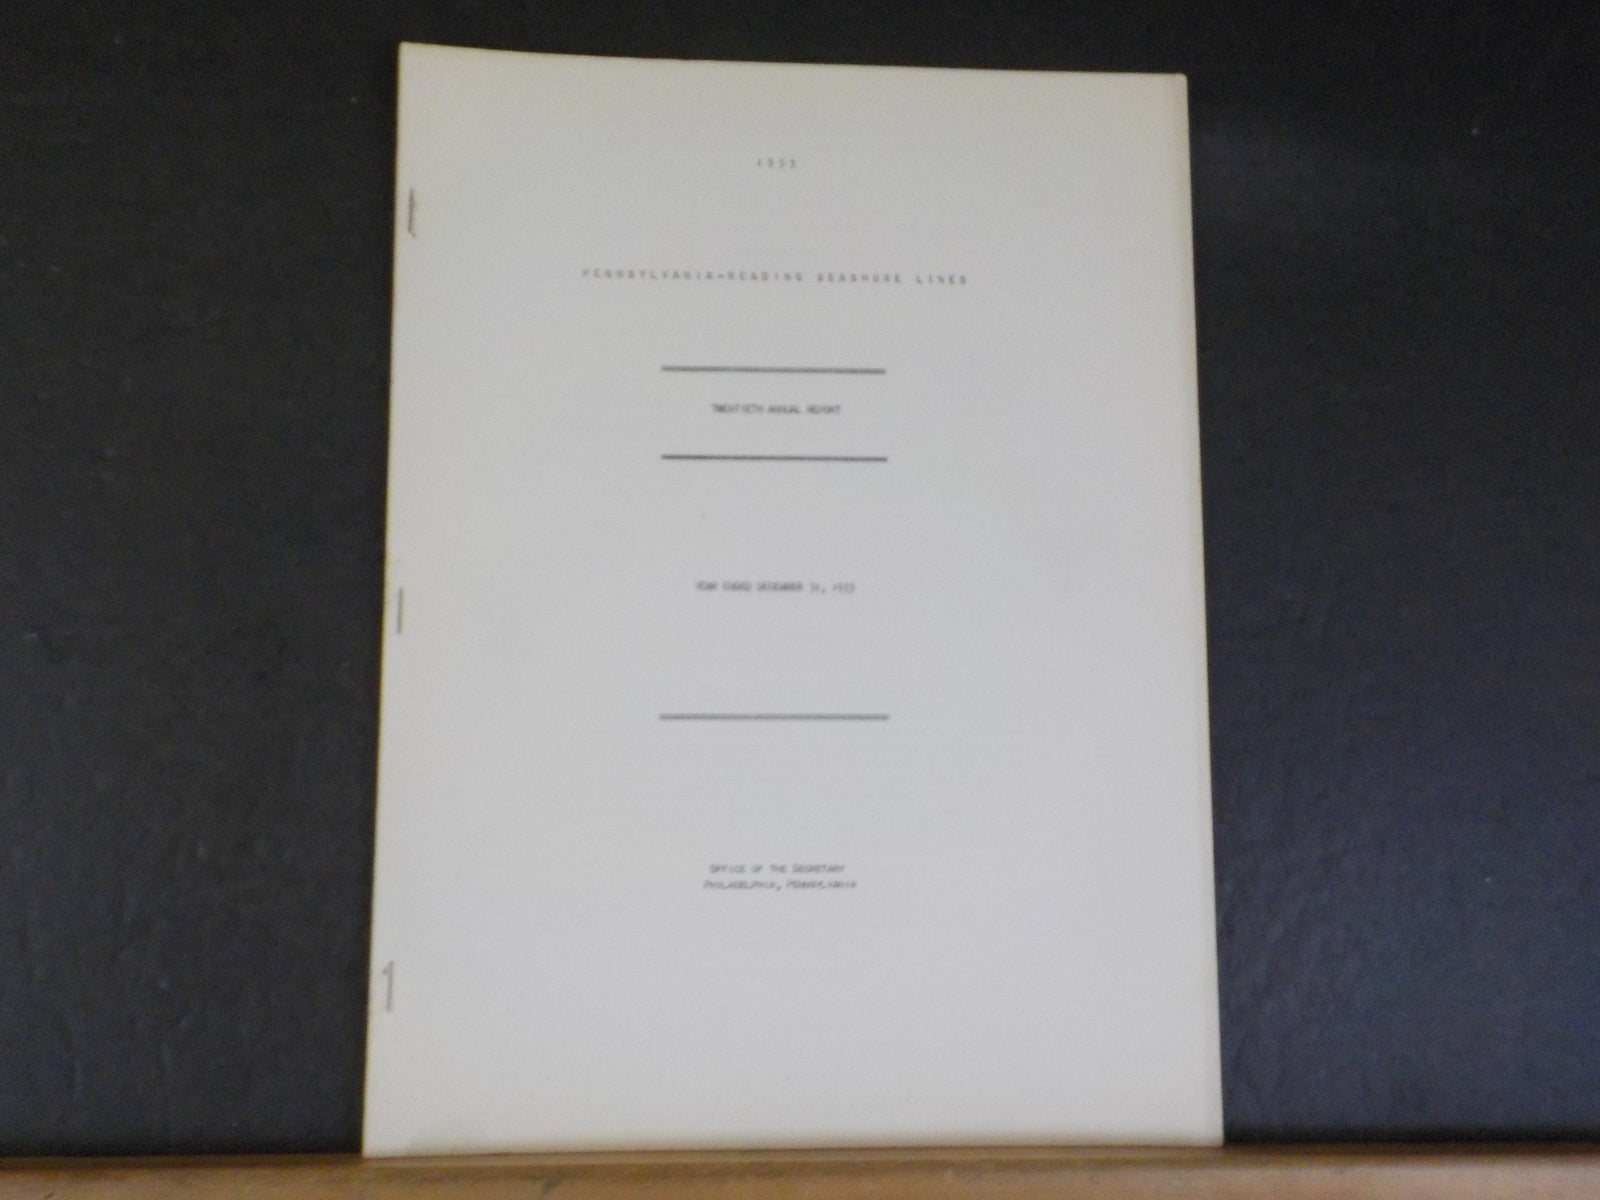 1953
PENNSYLVANIA-READING SEASHORE LINES
TWENTIETH ANNUAL REPORT
YEAR ENDED DECEMBER 31, 1953
OFFICE OF THE SECRETARY
PHILADELPHIA, PENNSYLVANIA